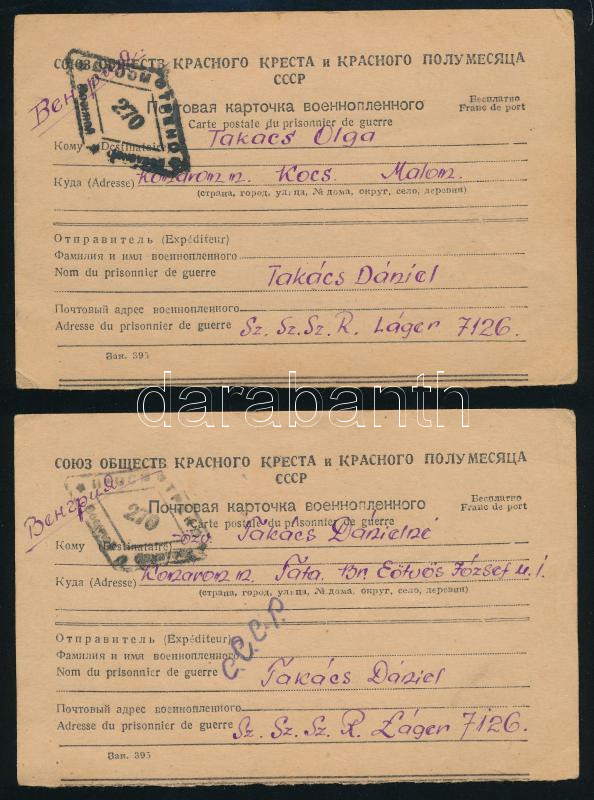 СОЮЗ ОБЩЕСТВ КРАСНОГО КРЕСТА и КРАСНОГО ПОЛУМЕСЯЦА
СССР
Венгрия
270
Почтовая карточка военнопленного
Carte postale du prisonnier de guerre
Бесплатно
Franc de port
Кому (Destinataire) Takács Olga
Куда (Adresse) Komárom m. Kocs. Malom.
(страна, город, улица, № дома, округ, село, деревня)
Отправитель (Expéditeur)
Фамилия и имя военнопленного
Nom du prisonnier de guerre Takács Dániel
Почтовый адрес военнопленного
Adresse du prisonnier de guerre Sz. Sz. Sz. R. Láger 7126.
Зак. 395
darabanth
СОЮЗ ОБЩЕСТВ КРАСНОГО КРЕСТА и КРАСНОГО ПОЛУМЕСЯЦА
СССР
Венгрия
270
Почтовая карточка военнопленного
Carte postale du prisonnier de guerre
Бесплатно
Franc de port
Кому (Destinataire) özv. Takács Dánielné
Куда (Adresse) Komárom m. Tata. Br. Eötvös József u. 1.
(страна, город, улица, № дома, округ, село, деревня)
С.С.С.Р.
Отправитель (Expéditeur)
Фамилия и имя военнопленного
Nom du prisonnier de guerre Takács Dániel
Почтовый адрес военнопленного
Adresse du prisonnier de guerre Sz. Sz. Sz. R. Láger 7126.
Зак. 395